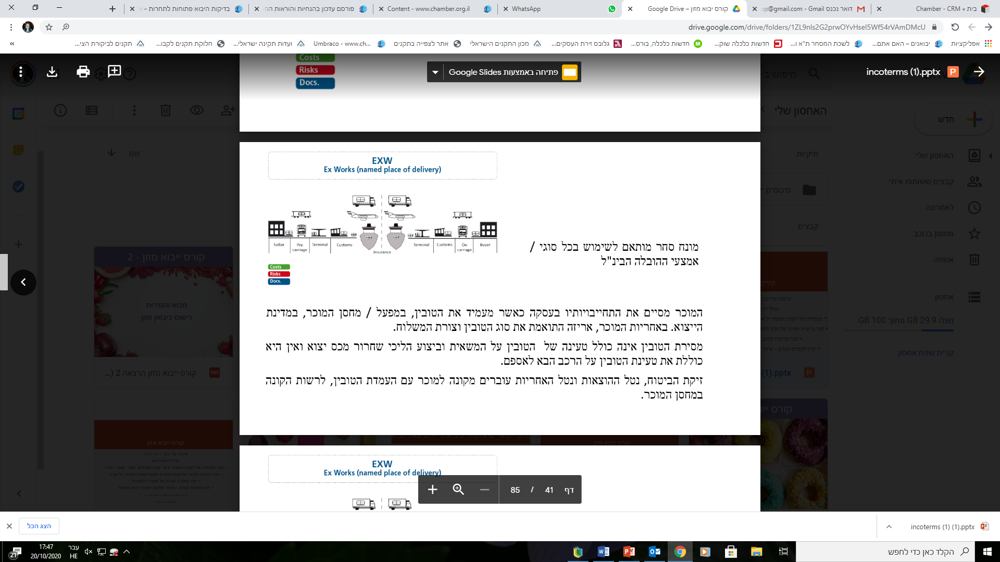 בית » Chamber - CRM
דואר נכנס - ap@gmail.com - Gmail
קורס יבוא מזון – Google Drive
WhatsApp
Content - www.chamber.org.il
פורסם עדכון בהנחיות והוראות המ
בדיקות היבוא פתוחות לתחרות –
drive.google.com/drive/folders/1ZL9nIs2G2prwOYvHseI5Wf54rVAmDMcU
אפליקציות
יבואנים – האם אתם...
לשכת המסחר ת"א ו...
חדשות כלכלה שוק...
חדשות כלכלה, בורס...
גלובס זירת העסקים...
מכון התקנים הישראלי
אתר לצפייה בתקנים
Umbraco - www.ch...
ועדות תקינה ישראלי...
חלוקת תקנים לקבו...
תקנים לביקורת הצי...
»
incoterms (1).pptx
פתיחה באמצעות Google Slides
Costs
Risks
Docs.
חיפוש ב-
האחסון שלי
חדש
האחסון שלי
קבצים ששותפו איתי
לאחרונה
מסומן בכוכב
אשפה
אחסון
נוצלו 29.9 GB מתוך 100 GB
קניית שטח אחסון
שם
תיקיות
סיכומים
קבצים
קורס ייבוא מזון - 2
מבוא והגדרות
רישום כיבואן מזון
קורס ייבוא מזון הרצאה 2 (...
(1).pptx
קורס ייבוא מזון
EXW
Ex Works (named place of delivery)
Seller
Pre carriage
Terminal
Customs
Insurance
Terminal
Customs
On carriage
Buyer
Costs
Risks
Docs.
מונח סחר מותאם לשימוש בכל סוגי /
אמצעי ההובלה הבינ"ל
המוכר מסיים את התחייבויותיו בעסקה כאשר מעמיד את הטובין, במפעל / מחסן המוכר, במדינת
הייצוא. באחריות המוכר, אריזה התואמת את סוג הטובין וצורת המשלוח.
מסירת הטובין אינה כולל טעינה של הטובין על המשאית וביצוע הליכי שחרור מכס יצוא ואין היא
כוללת את טעינת הטובין על הרכב הבא לאספם.
זיקת הביטוח, נטל ההוצאות ונטל האחריות עוברים מקונה למוכר עם העמדת הטובין, לרשות הקונה
במחסן המוכר.
EXW
Ex Works (named place of delivery)
דף 41 / 85
incoterms (1) (1).pptx
הצג הכל
הקלד כאן כדי לחפש
עבר
HE
17:47
20/10/2020
21